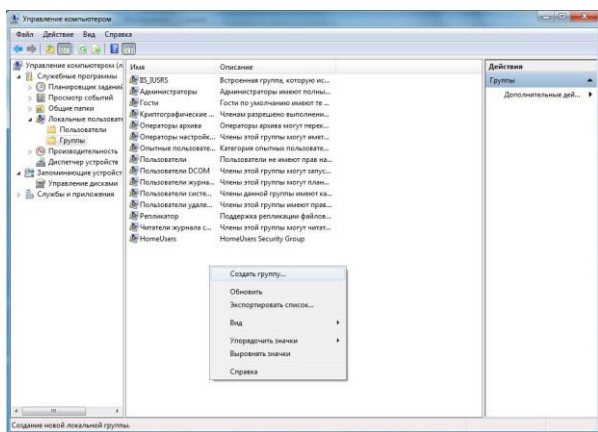 Управление компьютером
Файл Действие Вид Справка
Управление компьютером (л
Служебные программы
Планировщик заданий
Просмотр событий
Общие папки
Локальные пользоват
Пользователи
Группы
Производительность
Диспетчер устройств
Запоминающие устройст
Управление дисками
Службы и приложения
Имя Описание
IIS_IUSRS Встроенная группа, которую ис...
Администраторы Администраторы имеют полны...
Гости Гости по умолчанию имеют те ...
Криптографические ... Членам разрешено выполнени...
Операторы архива Операторы архива могут перек...
Операторы настройк... Члены этой группы могут имет...
Опытные пользовате... Категория опытных пользовате...
Пользователи Пользователи не имеют прав на...
Пользователи DCOM Члены этой группы могут запус...
Пользователи журна... Члены этой группы могут план...
Пользователи систе... Члены данной группы имеют ка...
Пользователи удале... Члены этой группы имеют прав...
Репликатор Поддержка репликации файлов...
Читатели журнала с... Члены этой группы могут читат...
HomeUsers HomeUsers Security Group
Создать группу...
Обновить
Экспортировать список...
Вид
Упорядочить значки
Выровнять значки
Справка
Действия
Группы
Дополнительные дей...
Создание новой локальной группы.